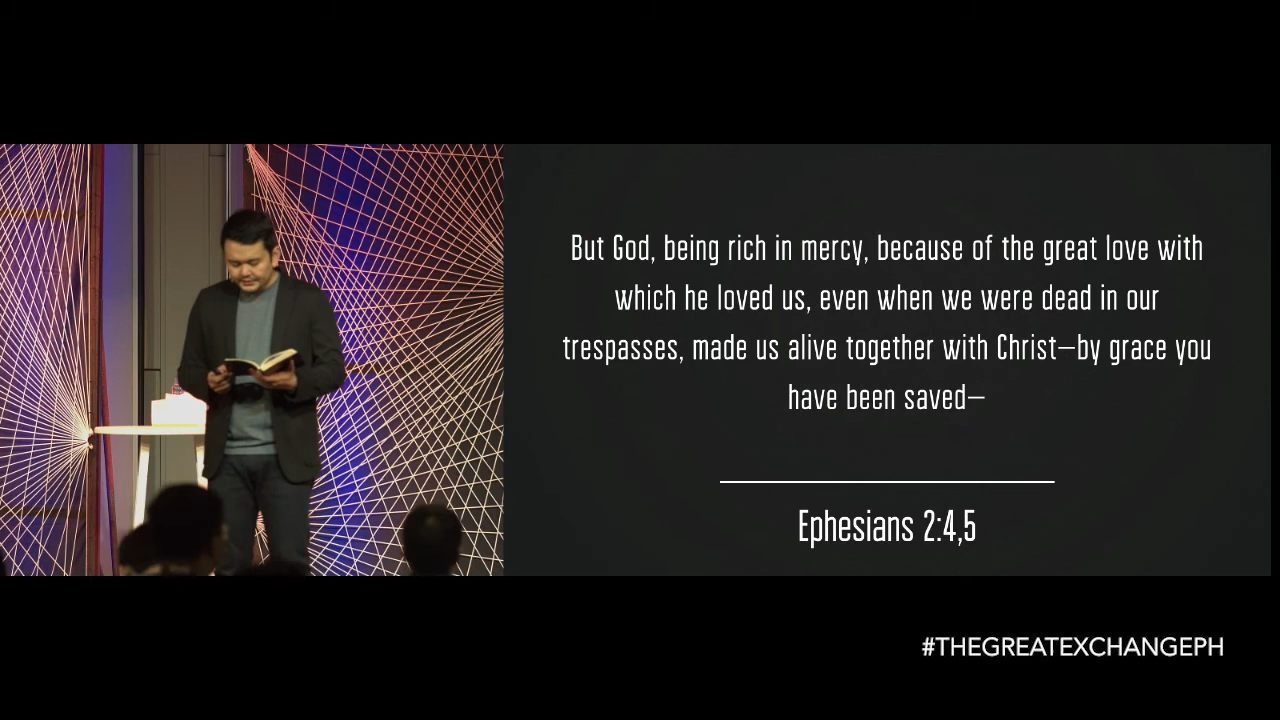 But God, being rich in mercy, because of the great love with
which he loved us, even when we were dead in our
trespasses, made us alive together with Christ—by grace you
have been saved—
Ephesians 2:4,5
#THEGREATEXCHANGEPH